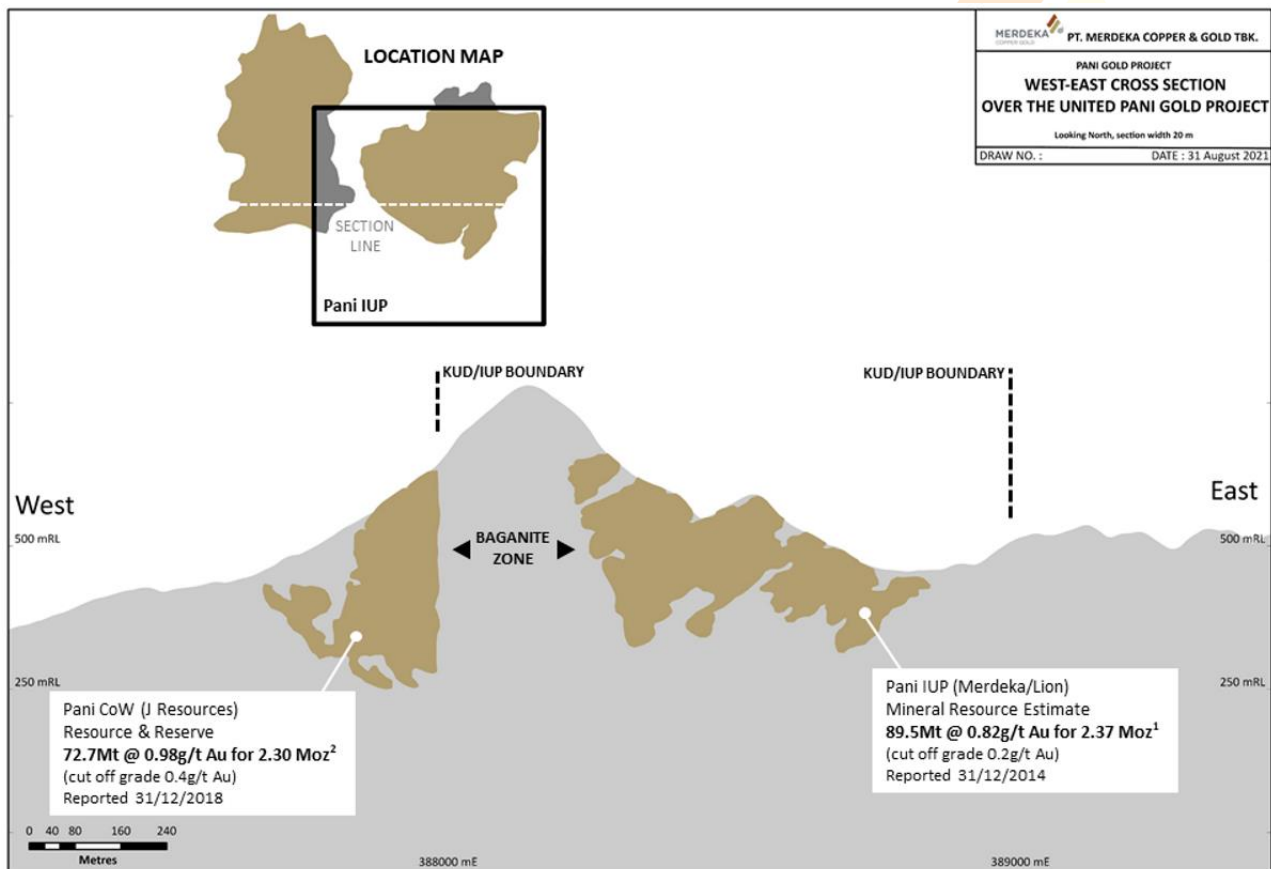 LOCATION MAP
MERDEKA
COPPER GOLD
PT. MERDEKA COPPER & GOLD TBK.
PANI GOLD PROJECT
WEST-EAST CROSS SECTION
OVER THE UNITED PANI GOLD PROJECT
Looking North, section width 20 m
DRAW NO. : DATE : 31 August 2021
SECTION
LINE
Pani IUP
KUD/IUP BOUNDARY
KUD/IUP BOUNDARY
West
East
500 mRL
500 mRL
BAGANITE
ZONE
250 mRL
250 mRL
Pani CoW (J Resources)
Resource & Reserve
72.7Mt @ 0.98g/t Au for 2.30 Moz²
(cut off grade 0.4g/t Au)
Reported 31/12/2018
Pani IUP (Merdeka/Lion)
Mineral Resource Estimate
89.5Mt @ 0.82g/t Au for 2.37 Moz¹
(cut off grade 0.2g/t Au)
Reported 31/12/2014
0 40 80 160 240
Metres
388000 mE
389000 mE